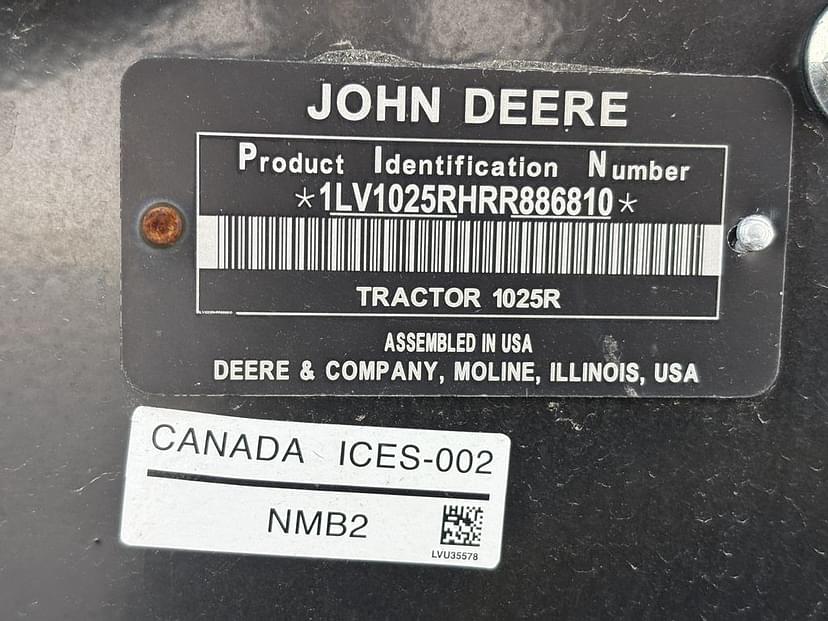 JOHN DEERE
Product Identification Number
*1LV1025RHRR886810*
TRACTOR 1025R
ASSEMBLED IN USA
DEERE & COMPANY, MOLINE, ILLINOIS, USA
CANADA ICES-002
NMB2
LVU35578